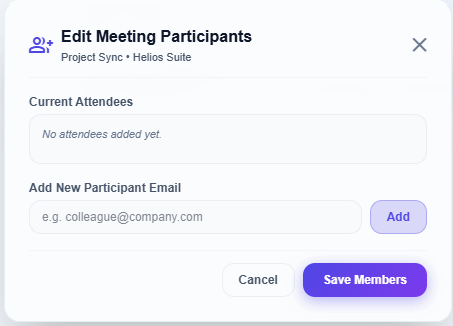 Edit Meeting Participants
Project Sync • Helios Suite
Current Attendees
No attendees added yet.
Add New Participant Email
e.g. colleague@company.com
Add
Cancel
Save Members